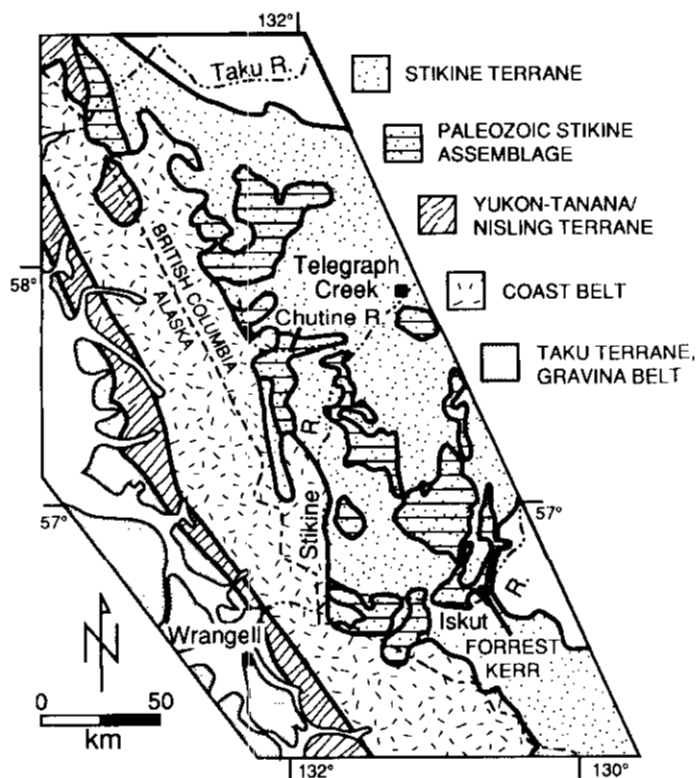 132°
Taku R.
STIKINE TERRANE
PALEOZOIC STIKINE
ASSEMBLAGE
YUKON-TANANA/
NISLING TERRANE
COAST BELT
TAKU TERRANE,
GRAVINA BELT
58°
BRITISH COLUMBIA
ALASKA
Telegraph
Creek
Chutine R.
57°
57°
Stikine R.
Iskut R.
FORREST
KERR
Wrangell
N
0 50
km
132°
130°